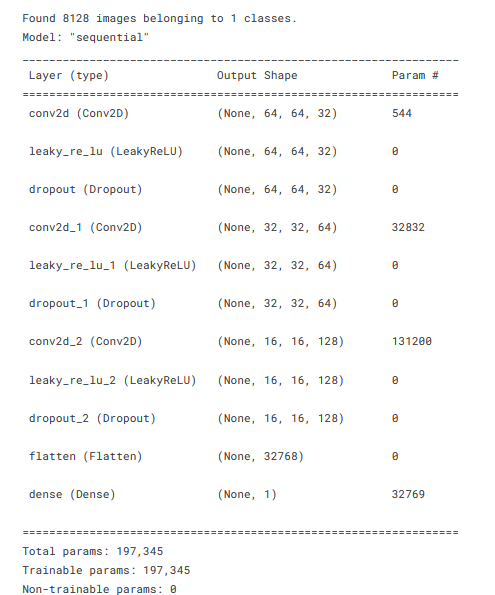 Found 8128 images belonging to 1 classes.
Model: "sequential"
_________________________________________________________________
Layer (type) Output Shape Param #
=================================================================
conv2d (Conv2D) (None, 64, 64, 32) 544
leaky_re_lu (LeakyReLU) (None, 64, 64, 32) 0
dropout (Dropout) (None, 64, 64, 32) 0
conv2d_1 (Conv2D) (None, 32, 32, 64) 32832
leaky_re_lu_1 (LeakyReLU) (None, 32, 32, 64) 0
dropout_1 (Dropout) (None, 32, 32, 64) 0
conv2d_2 (Conv2D) (None, 16, 16, 128) 131200
leaky_re_lu_2 (LeakyReLU) (None, 16, 16, 128) 0
dropout_2 (Dropout) (None, 16, 16, 128) 0
flatten (Flatten) (None, 32768) 0
dense (Dense) (None, 1) 32769
=================================================================
Total params: 197,345
Trainable params: 197,345
Non-trainable params: 0